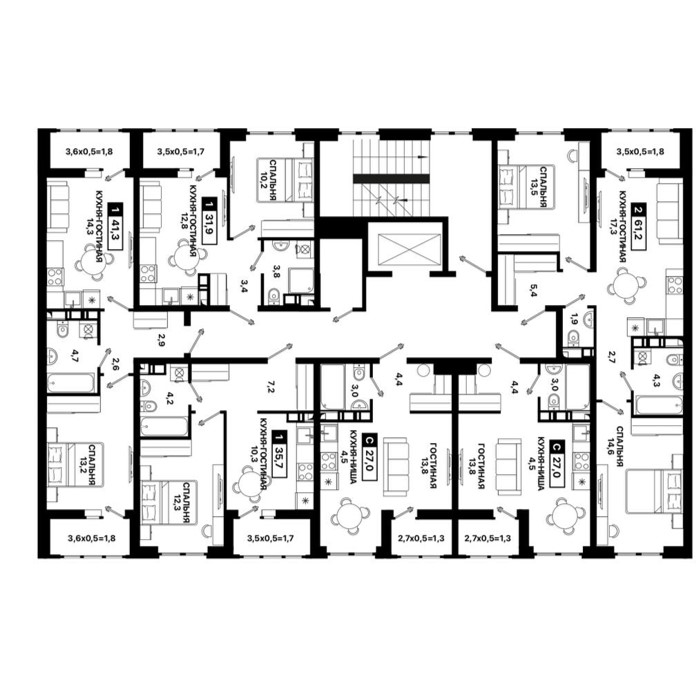 3,6х0,5=1,8
3,5х0,5=1,7
3,5х0,5=1,8
1 41,3
КУХНЯ-ГОСТИНАЯ
14,3
1 31,9
КУХНЯ-ГОСТИНАЯ
12,8
СПАЛЬНЯ
10,2
СПАЛЬНЯ
13,5
2 61,2
КУХНЯ-ГОСТИНАЯ
17,3
3,4
3,8
5,4
1,9
2,9
4,7
2,6
2,7
4,3
4,2
7,2
3,0
4,4
4,4
3,0
СПАЛЬНЯ
13,2
СПАЛЬНЯ
12,3
1 35,7
КУХНЯ-ГОСТИНАЯ
10,3
С 27,0
КУХНЯ-НИША
4,5
ГОСТИНАЯ
13,8
ГОСТИНАЯ
13,8
С 27,0
КУХНЯ-НИША
4,5
СПАЛЬНЯ
14,6
3,6х0,5=1,8
3,5х0,5=1,7
2,7х0,5=1,3
2,7х0,5=1,3